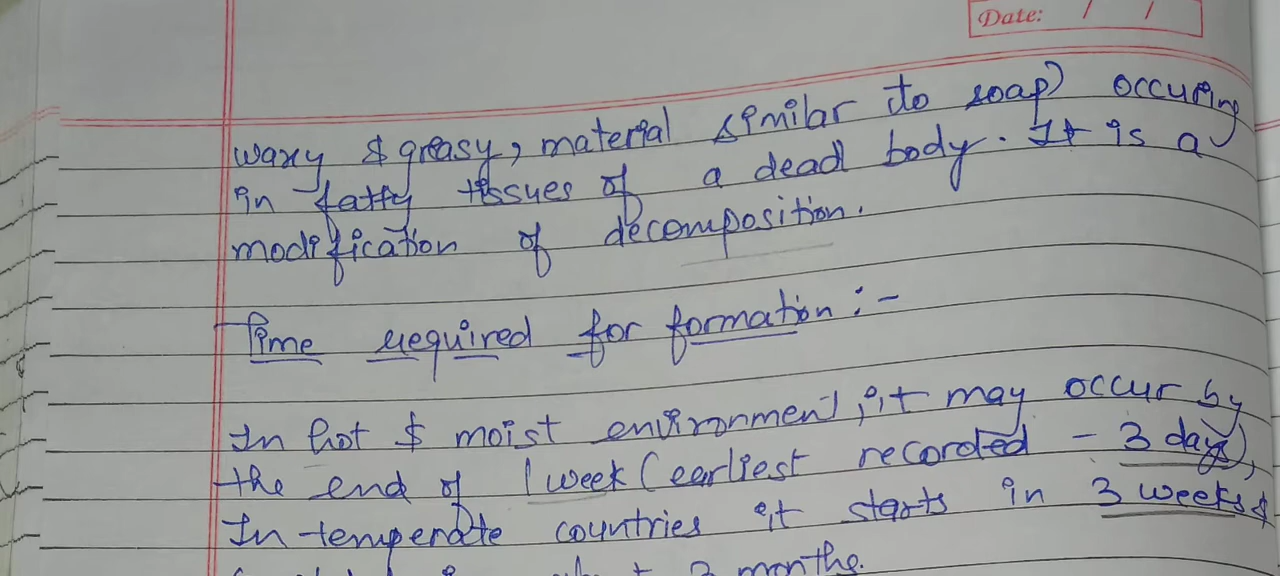 Date: / /
waxy & greasy, material similar to soap) occuring
in fatty tissues of a dead body. It is a
modification of decomposition.
Time required for formation :-
In hot & moist environment, it may occur by
the end of 1 week (earliest recorded - 3 days),
In temperate countries it starts in 3 weeks &
3 months.